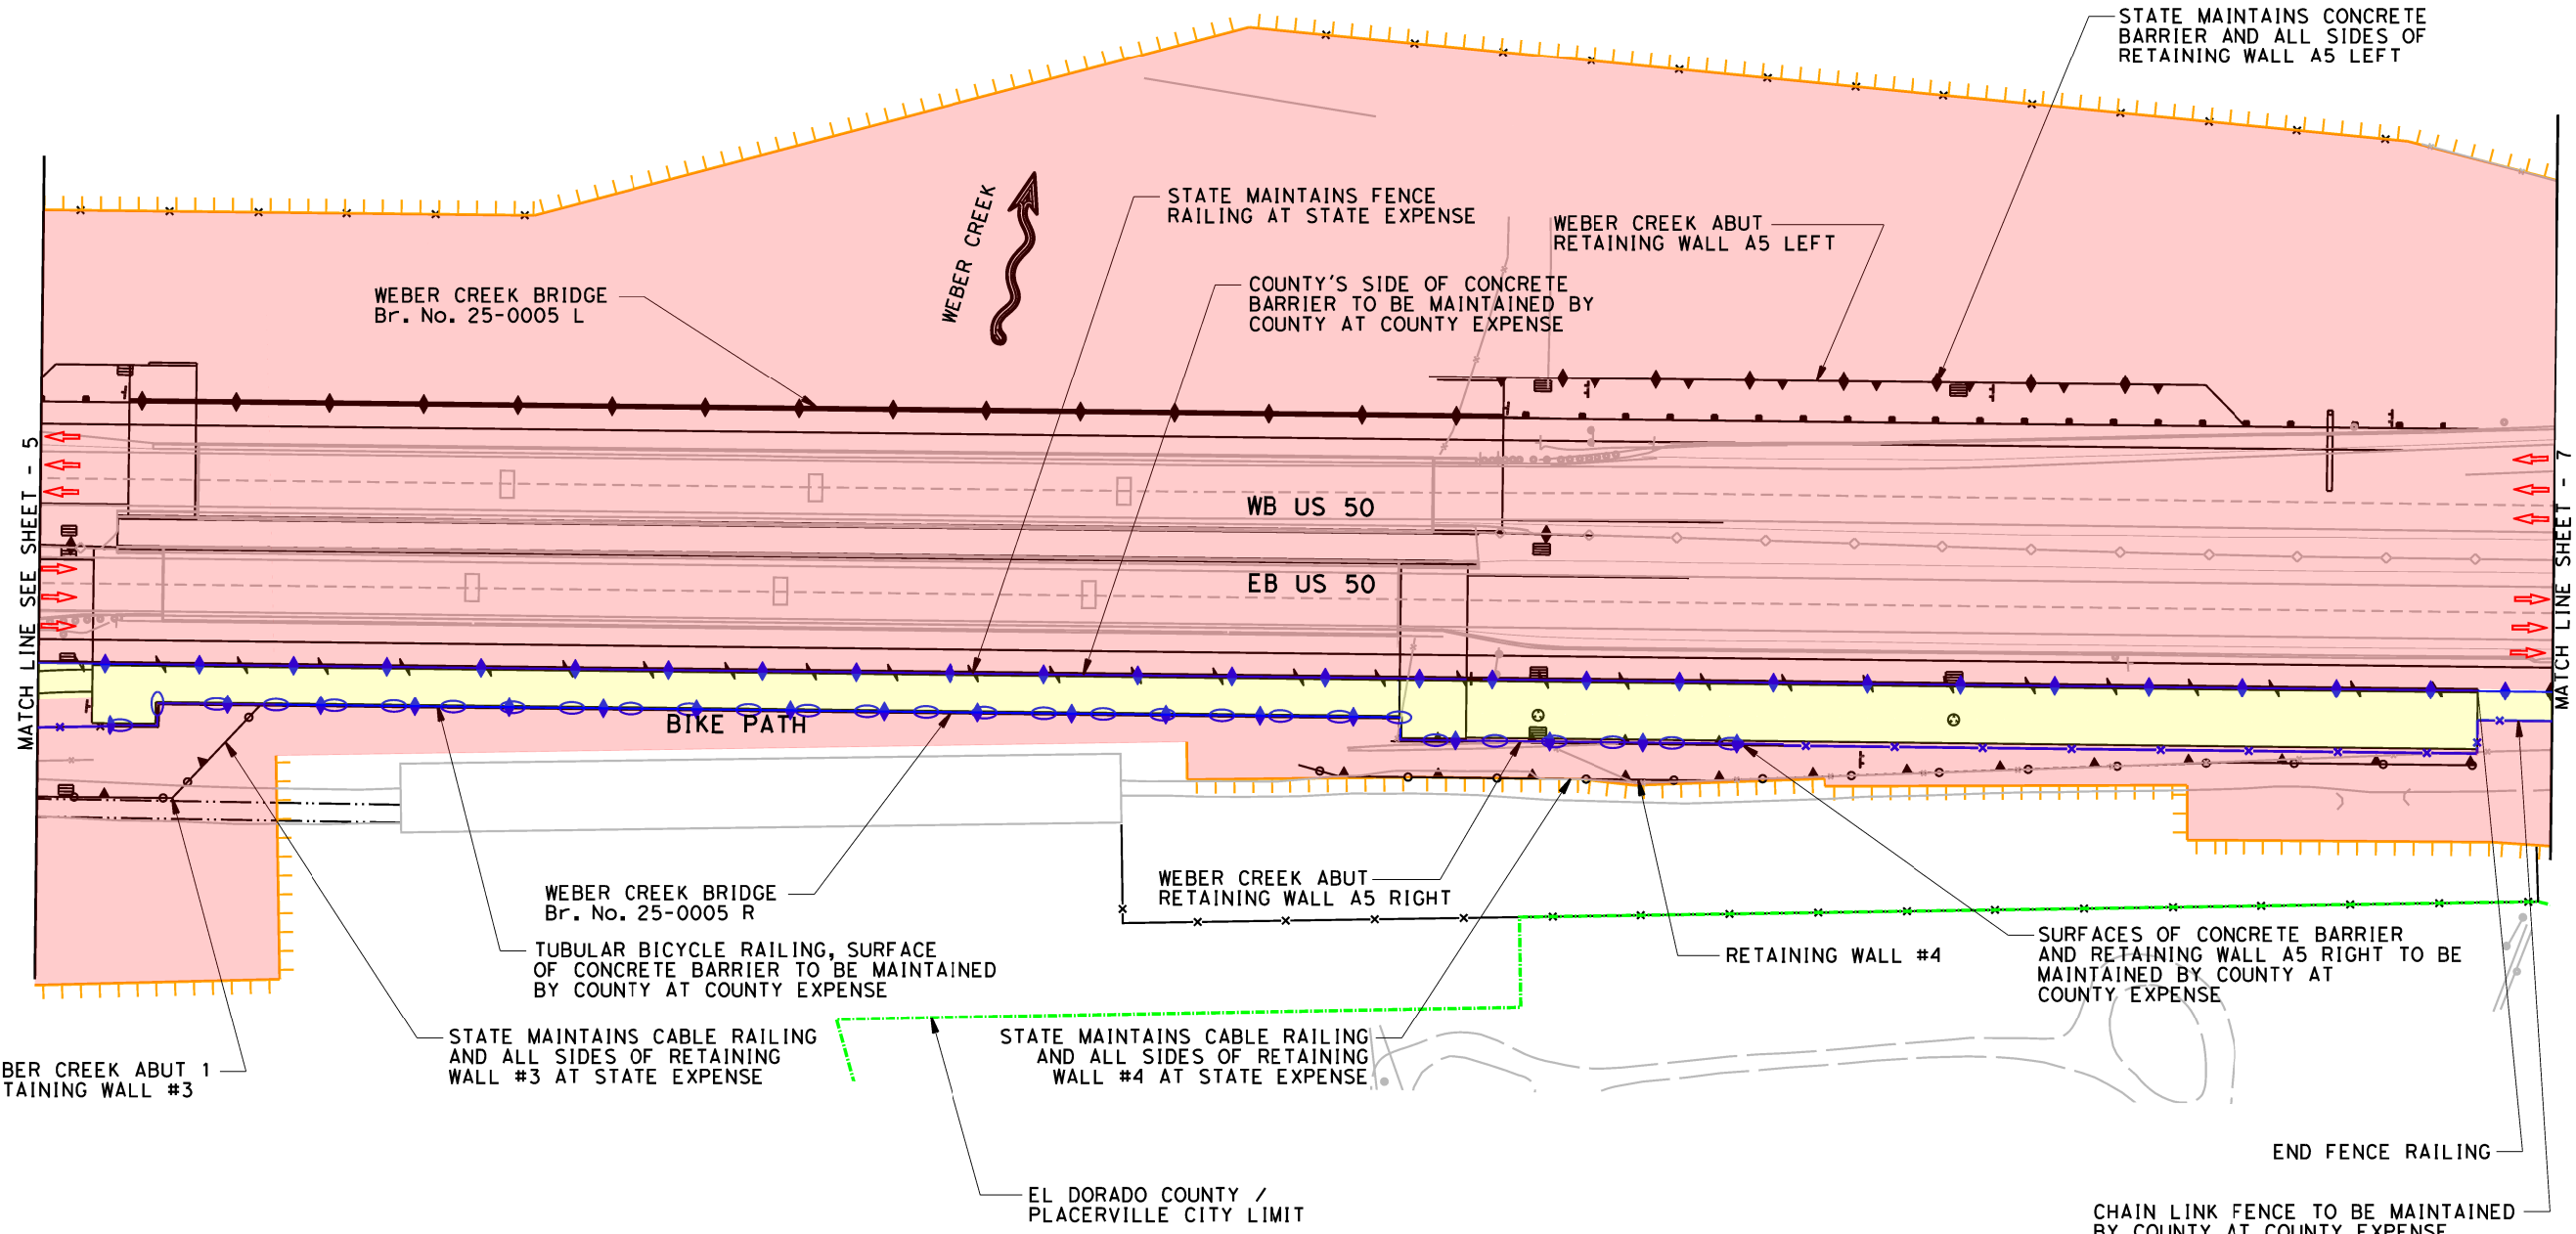 STATE MAINTAINS CONCRETE
BARRIER AND ALL SIDES OF
RETAINING WALL A5 LEFT
STATE MAINTAINS FENCE
RAILING AT STATE EXPENSE
WEBER CREEK
WEBER CREEK ABUT
RETAINING WALL A5 LEFT
COUNTY'S SIDE OF CONCRETE
BARRIER TO BE MAINTAINED BY
COUNTY AT COUNTY EXPENSE
WEBER CREEK BRIDGE
Br. No. 25-0005 L
MATCH LINE SEE SHEET - 5
MATCH LINE SHEET - 7
WB US 50
EB US 50
BIKE PATH
WEBER CREEK BRIDGE
Br. No. 25-0005 R
WEBER CREEK ABUT
RETAINING WALL A5 RIGHT
TUBULAR BICYCLE RAILING, SURFACE
OF CONCRETE BARRIER TO BE MAINTAINED
BY COUNTY AT COUNTY EXPENSE
RETAINING WALL #4
SURFACES OF CONCRETE BARRIER
AND RETAINING WALL A5 RIGHT TO BE
MAINTAINED BY COUNTY AT
COUNTY EXPENSE
STATE MAINTAINS CABLE RAILING
AND ALL SIDES OF RETAINING
WALL #3 AT STATE EXPENSE
STATE MAINTAINS CABLE RAILING
AND ALL SIDES OF RETAINING
WALL #4 AT STATE EXPENSE
BER CREEK ABUT 1
TAINING WALL #3
END FENCE RAILING
EL DORADO COUNTY /
PLACERVILLE CITY LIMIT
CHAIN LINK FENCE TO BE MAINTAINED
BY COUNTY AT COUNTY EXPENSE